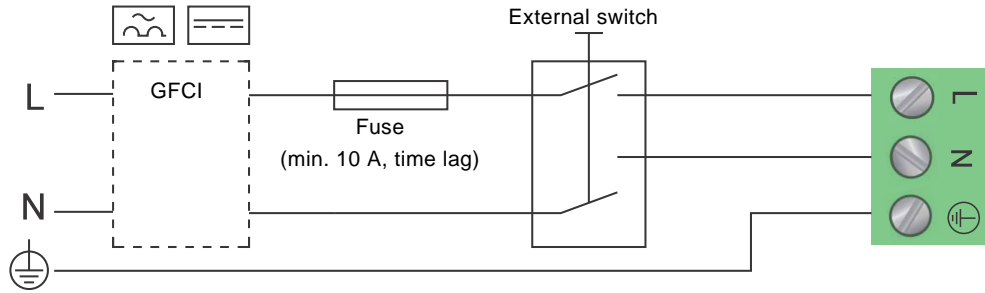 External switch
L
GFCI
Fuse
(min. 10 A, time lag)
N
L
N